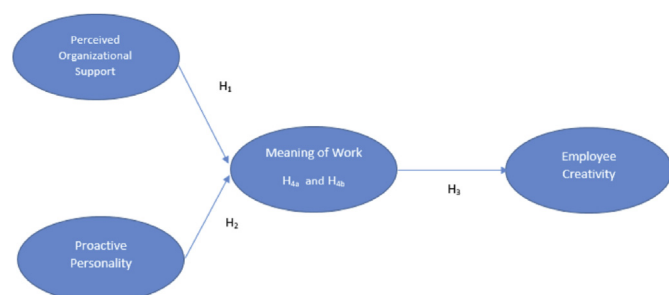 Perceived
Organizational
Support
H₁
Meaning of Work
H₄ₐ and H₄b
Employee
Creativity
H₃
H₂
Proactive
Personality